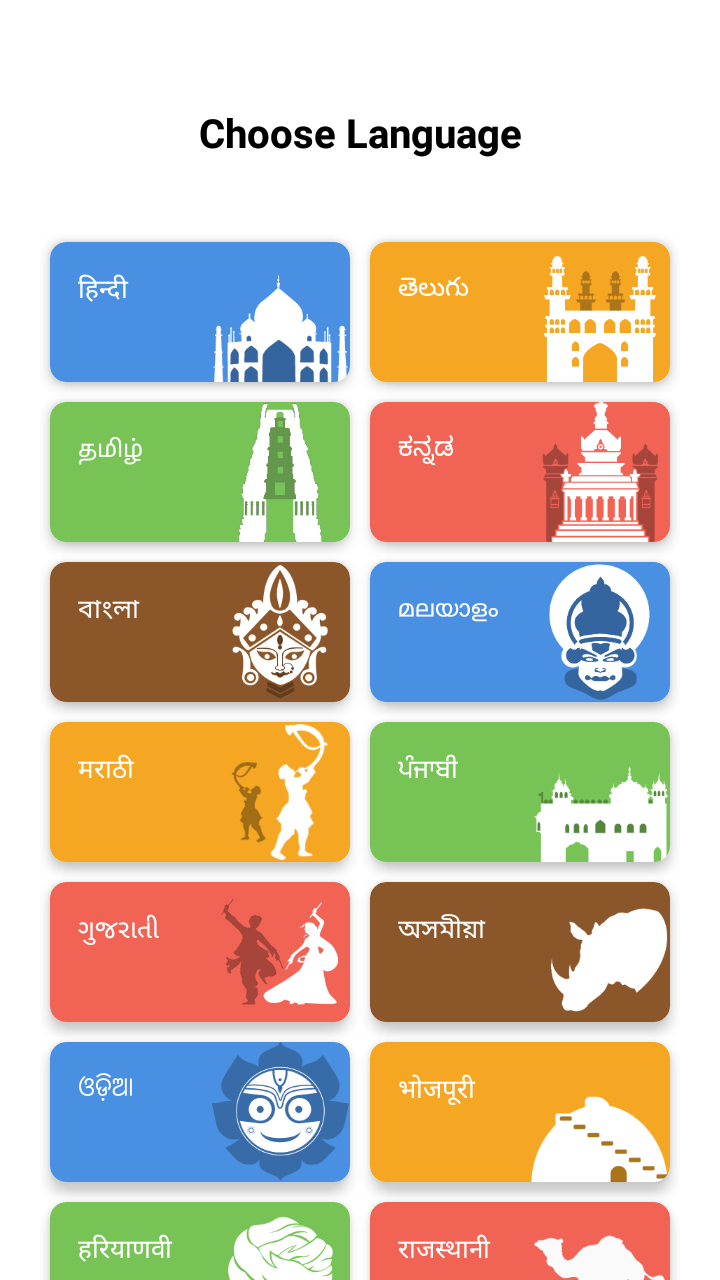 Choose Language
हिन्दी
తెలుగు
தமிழ்
ಕನ್ನಡ
বাংলা
മലയാളം
मराठी
ਪੰਜਾਬੀ
ગુજરાતી
অসমীয়া
ଓଡ଼ିଆ
भोजपूरी
हरियाणवी
राजस्थानी